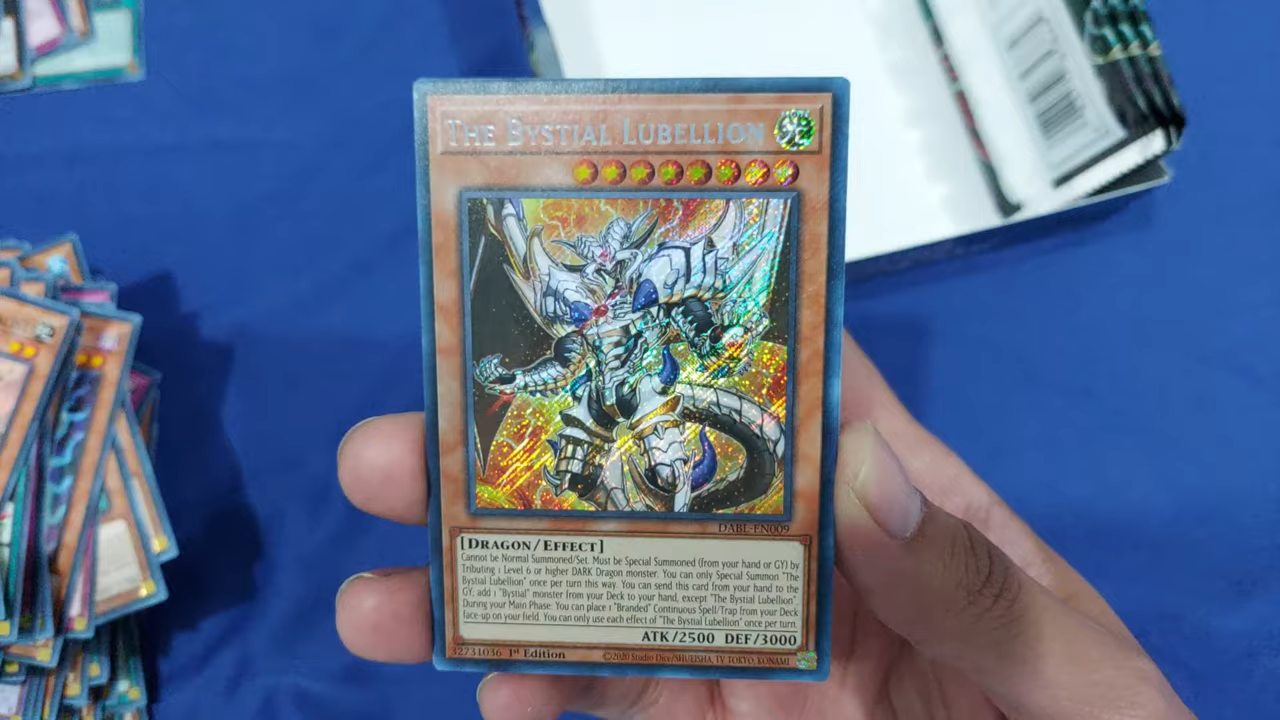 THE BYSTIAL LUBELLION
DABL-EN009
[DRAGON/EFFECT]
Cannot be Normal Summoned/Set. Must be Special Summoned (from your hand or GY) by
Tributing 1 Level 6 or higher DARK Dragon monster. You can only Special Summon "The
Bystial Lubellion" once per turn this way. You can send this card from your hand to the
GY; add 1 "Bystial" monster from your Deck to your hand, except "The Bystial Lubellion".
During your Main Phase: You can place 1 "Branded" Continuous Spell/Trap from your Deck
face-up on your field. You can only use each effect of "The Bystial Lubellion" once per turn.
ATK/2500 DEF/3000
32731036 1st Edition ©2020 Studio Dice/SHUEISHA, TV TOKYO, KONAMI